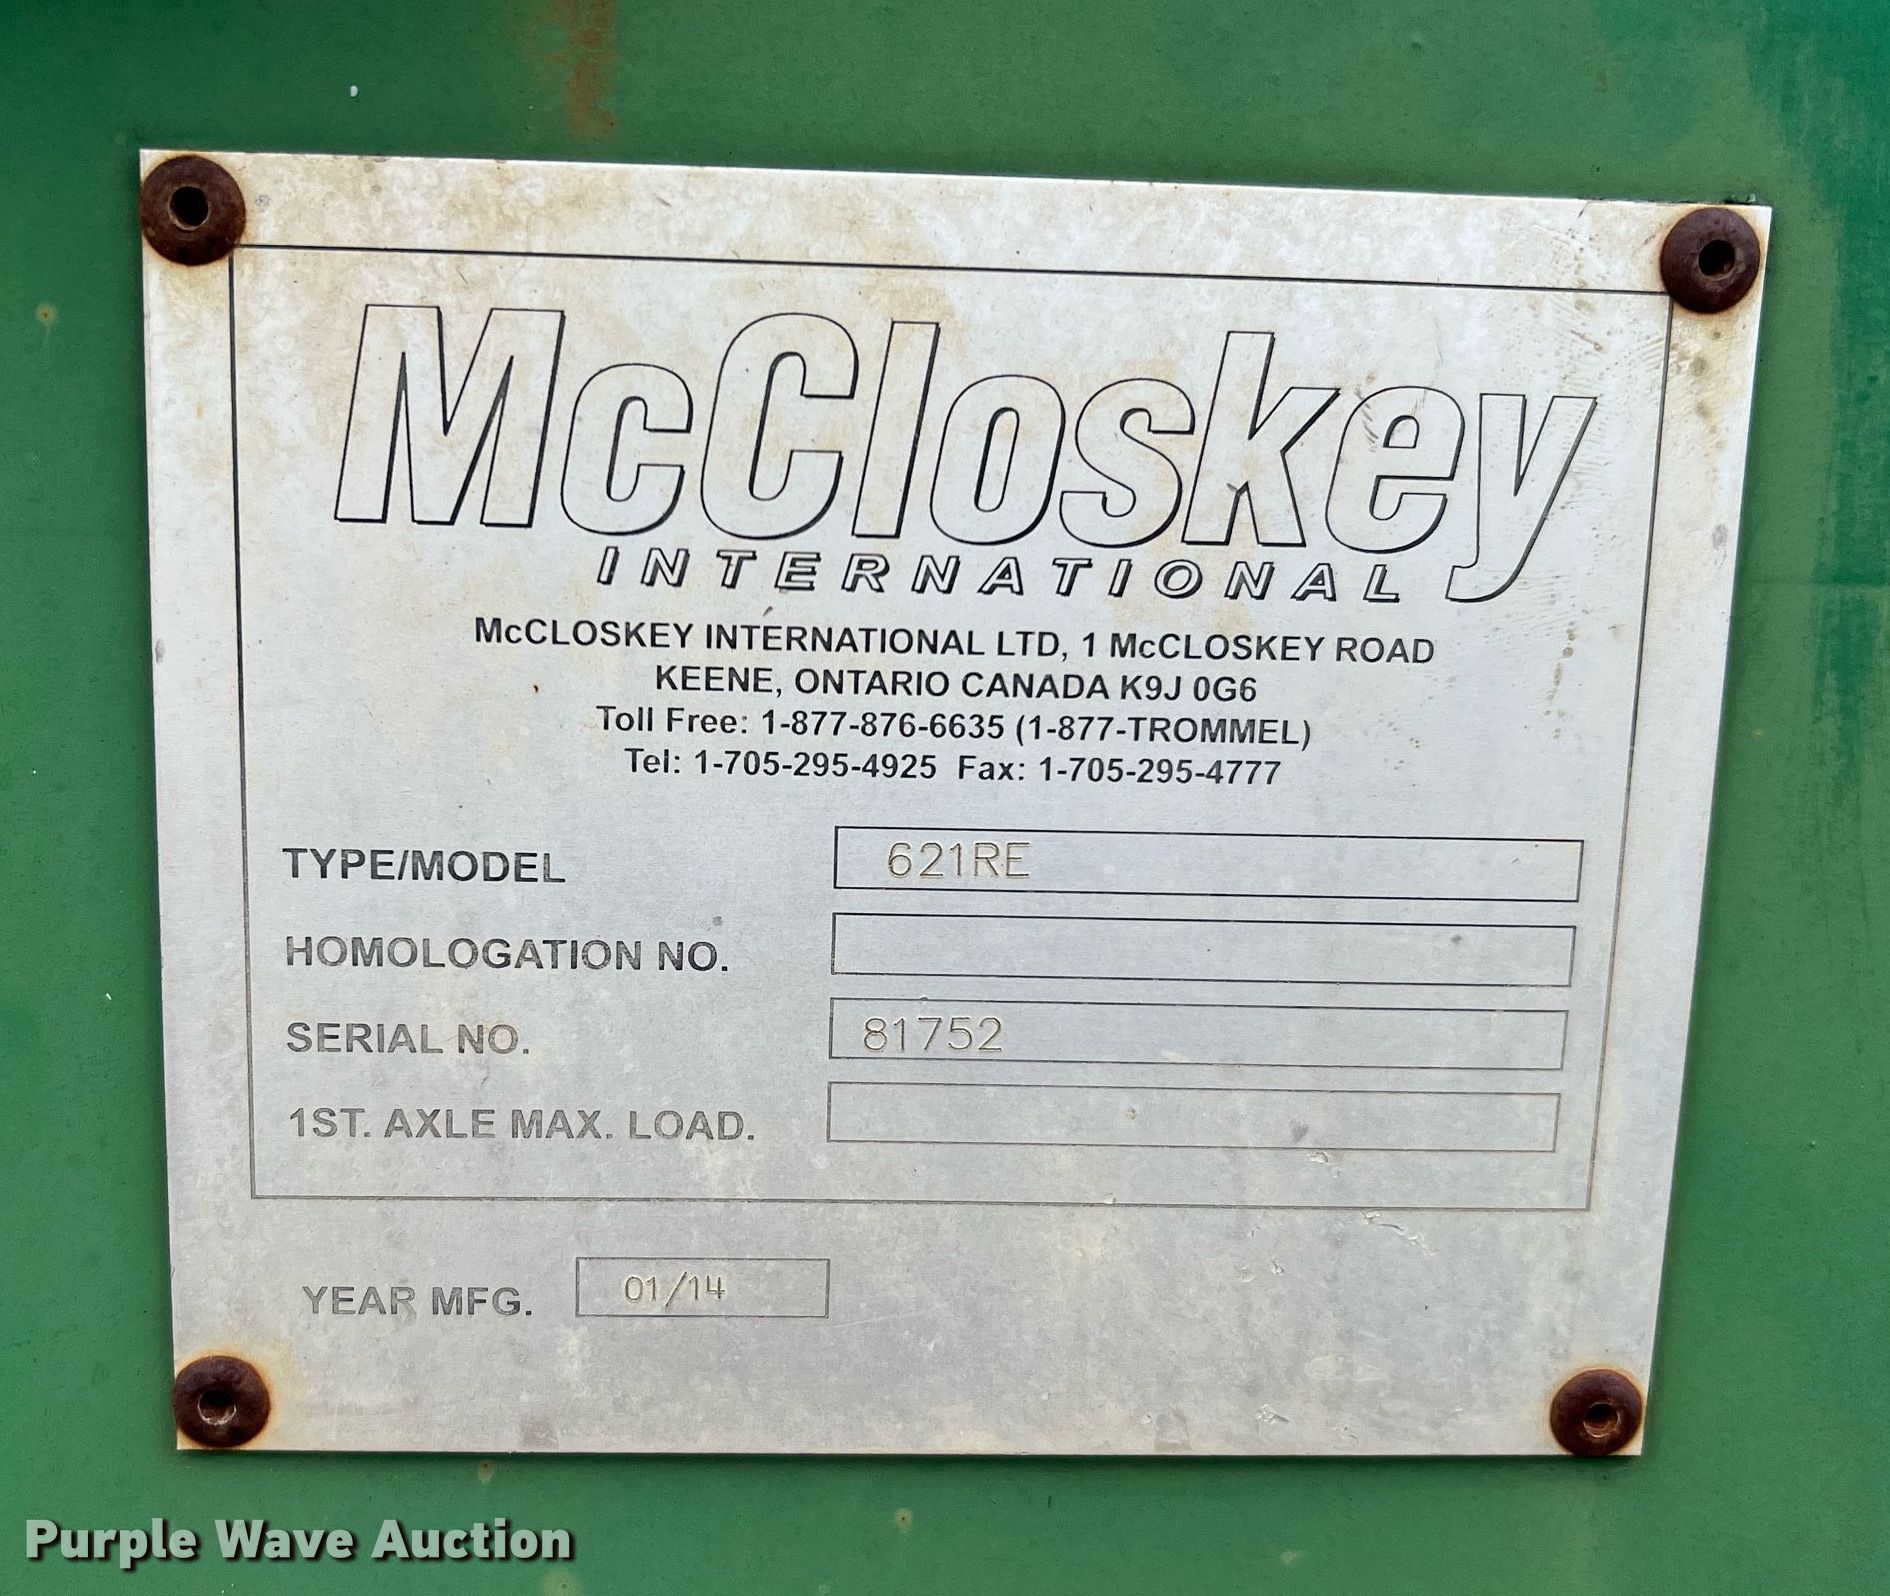 McCloskey
INTERNATIONAL
McCLOSKEY INTERNATIONAL LTD, 1 McCLOSKEY ROAD
KEENE, ONTARIO CANADA K9J 0G6
Toll Free: 1-877-876-6635 (1-877-TROMMEL)
Tel: 1-705-295-4925 Fax: 1-705-295-4777
TYPE/MODEL 621RE
HOMOLOGATION NO.
SERIAL NO. 81752
1ST. AXLE MAX. LOAD.
YEAR MFG. 01/14
Purple Wave Auction